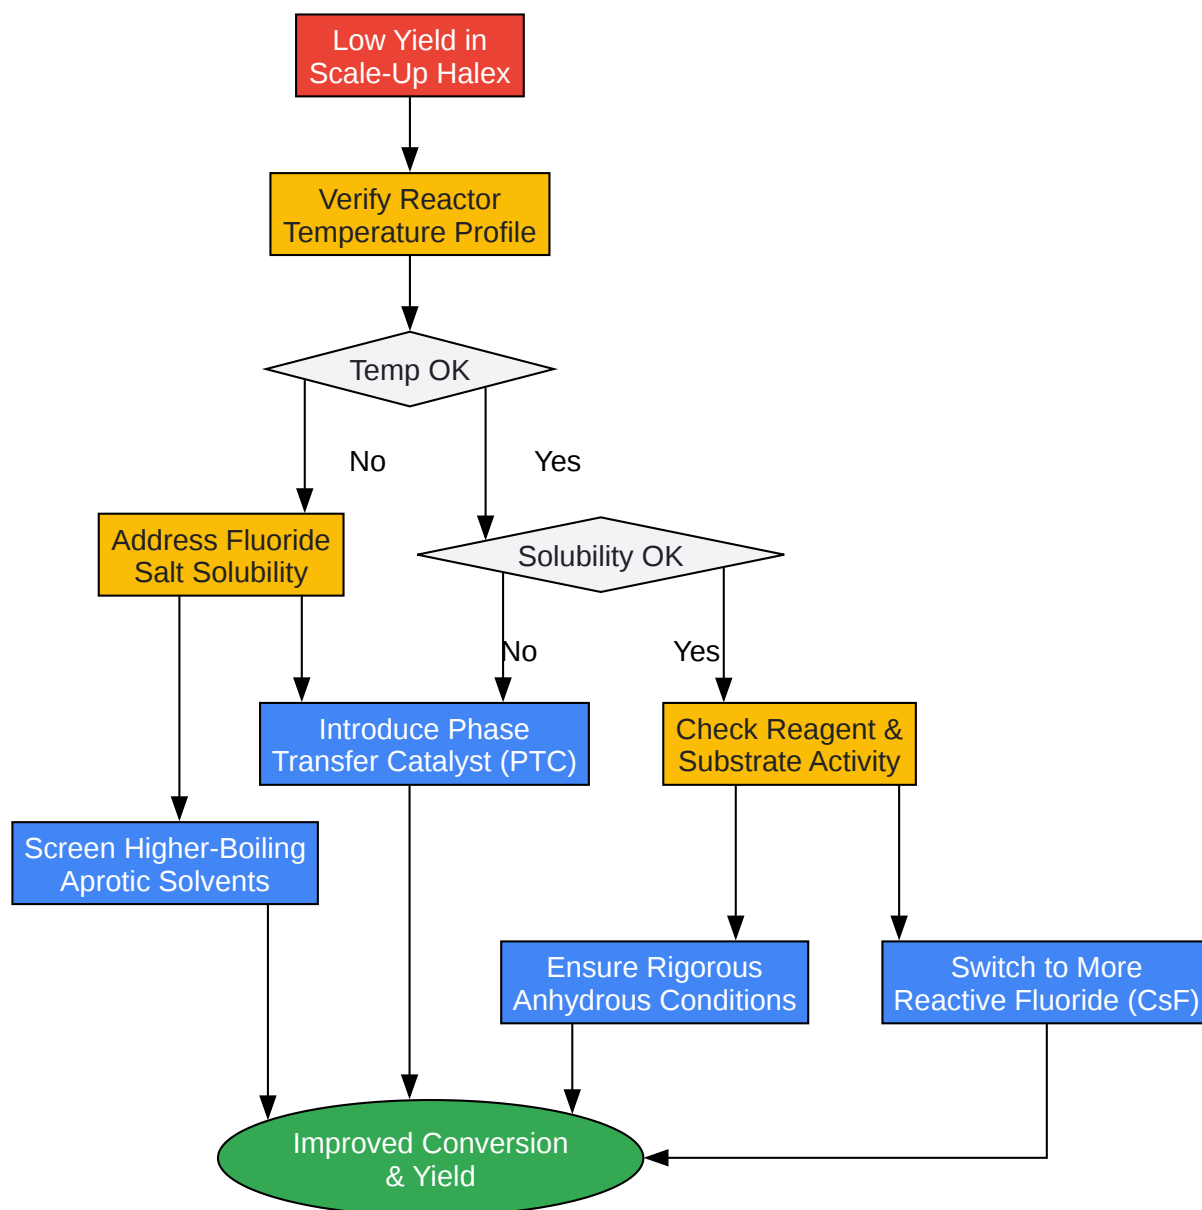 Low Yield in
Scale-Up Halex
Verify Reactor
Temperature Profile
Temp OK
No
Yes
Address Fluoride
Salt Solubility
Solubility OK
No
Yes
Introduce Phase
Transfer Catalyst (PTC)
Check Reagent &
Substrate Activity
Screen Higher-Boiling
Aprotic Solvents
Ensure Rigorous
Anhydrous Conditions
Switch to More
Reactive Fluoride (CsF)
Improved Conversion
& Yield